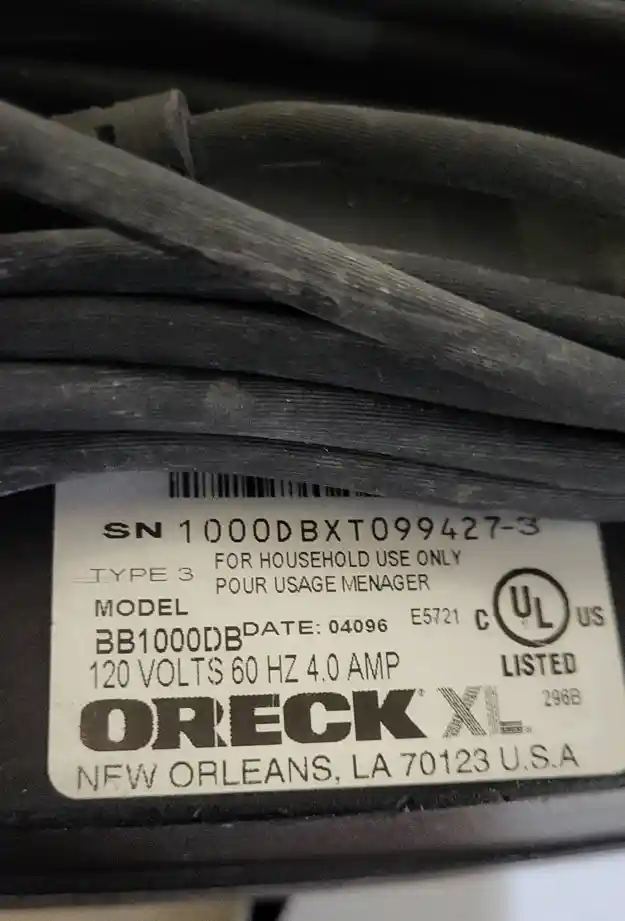 SN 1000DBXT099427-3
TYPE 3 FOR HOUSEHOLD USE ONLY
POUR USAGE MENAGER
MODEL
BB1000DB DATE: 04096 E5721 C UL US
120 VOLTS 60 HZ 4.0 AMP LISTED
ORECK XL 296B
NEW ORLEANS, LA 70123 U.S.A